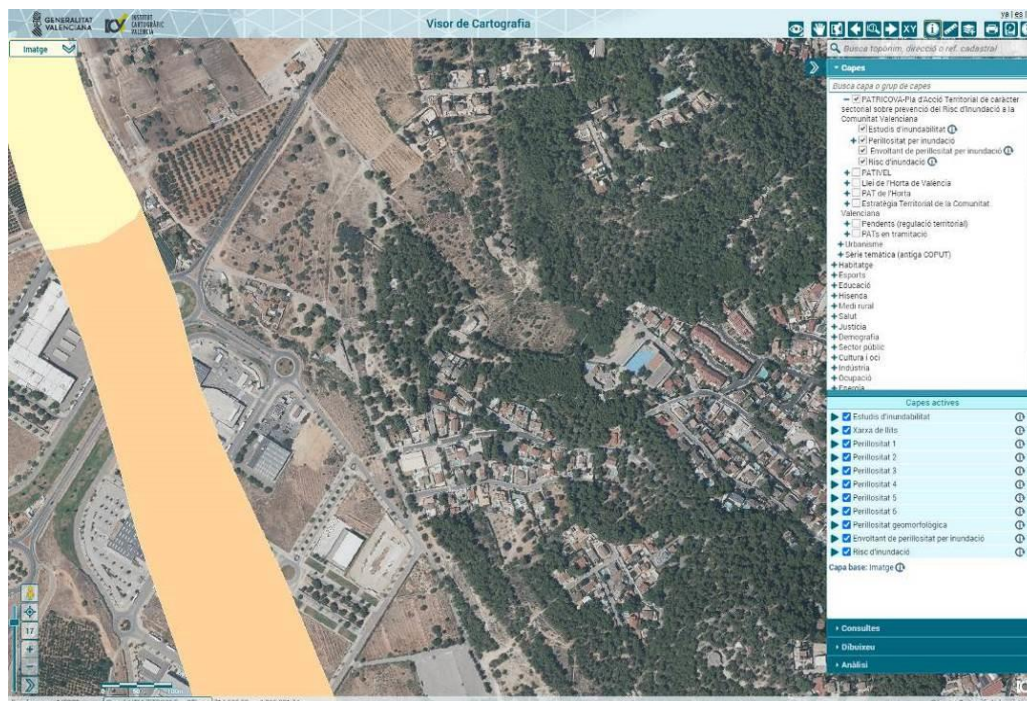 GENERALITAT
VALENCIANA
INSTITUT
CARTOGRÀFIC
VALENCIÀ
Visor de Cartografia
va | es |
XY
Imatge
Busca topònim, direcció o ref. cadastral
Capes
Busca capa o grup de capes
PATRICOVA-Pla d'Acció Territorial de caràcter
sectorial sobre prevenció del Risc d'Inundació a la
Comunitat Valenciana
Estudis d'inundabilitat
Perillositat per inundació
Envoltant de perillositat per inundació
Risc d'inundació
PATIVEL
Llei de l'Horta de València
PAT de l'Horta
Estratègia Territorial de la Comunitat
Valenciana
Pendents (regulació territorial)
PATs en tramitació
Urbanisme
Sèrie temàtica (antiga COPUT)
Habitatge
Esports
Educació
Hisenda
Medi rural
Salut
Justícia
Demografia
Sector públic
Cultura i oci
Indústria
Ocupació
Energia
Capes actives
Estudis d'inundabilitat
Xarxa de llits
Perillositat 1
Perillositat 2
Perillositat 3
Perillositat 4
Perillositat 5
Perillositat 6
Perillositat geomorfològica
Envoltant de perillositat per inundació
Risc d'inundació
Capa base: Imatge
17
Consultes
Dibuixeu
Anàlisi